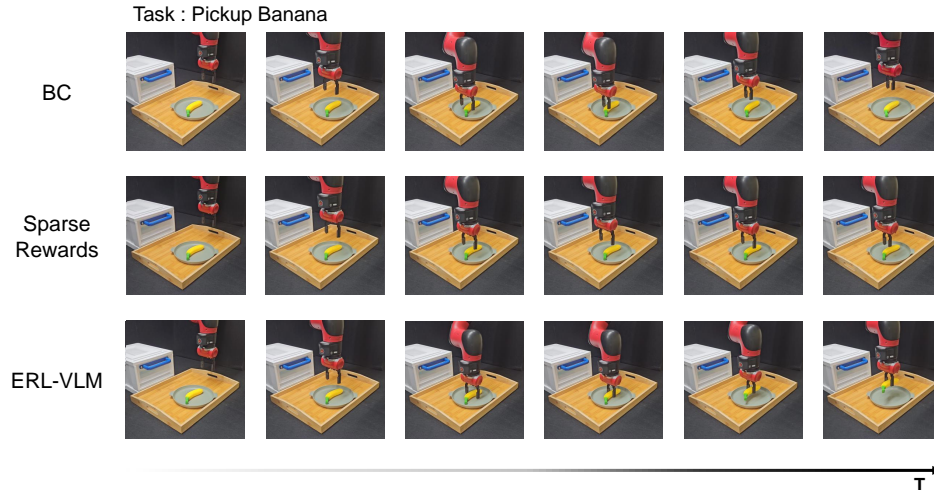 Task : Pickup Banana
BC
Sparse
Rewards
ERL-VLM
T